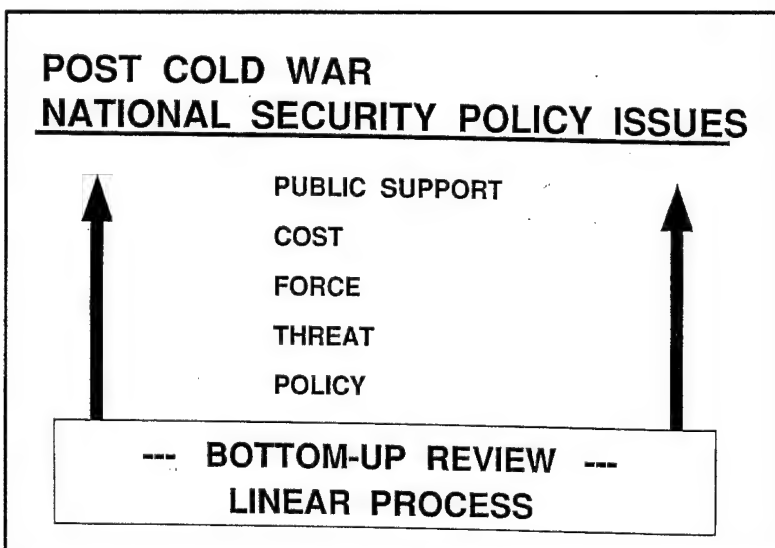 POST COLD WAR
NATIONAL SECURITY POLICY ISSUES
PUBLIC SUPPORT
COST
FORCE
THREAT
POLICY
--- BOTTOM-UP REVIEW ---
LINEAR PROCESS